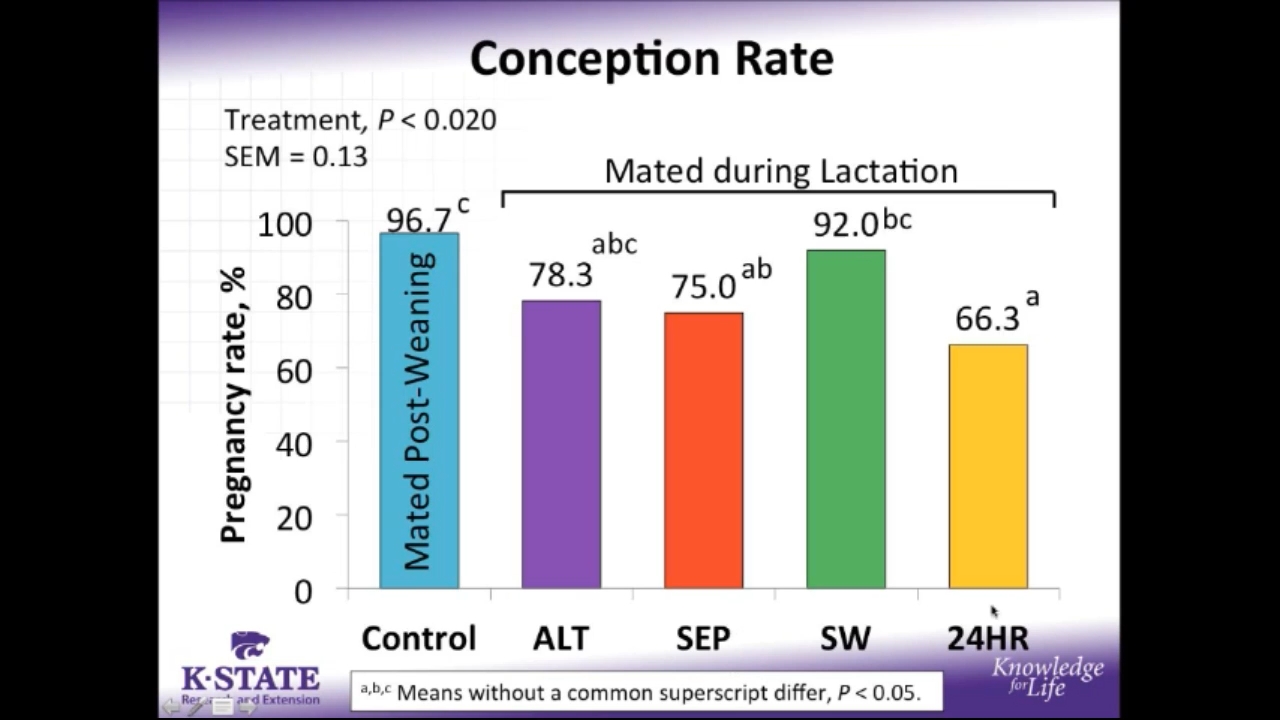 Conception Rate
Treatment, P < 0.020
SEM = 0.13
Mated during Lactation
100
80
60
40
20
0
Pregnancy rate, %
96.7 c
Mated Post-Weaning
78.3 abc
75.0 ab
92.0 bc
66.3 a
Control ALT SEP SW 24HR
K-STATE
and Extension
a,b,c Means without a common superscript differ, P < 0.05.
Knowledge
for Life